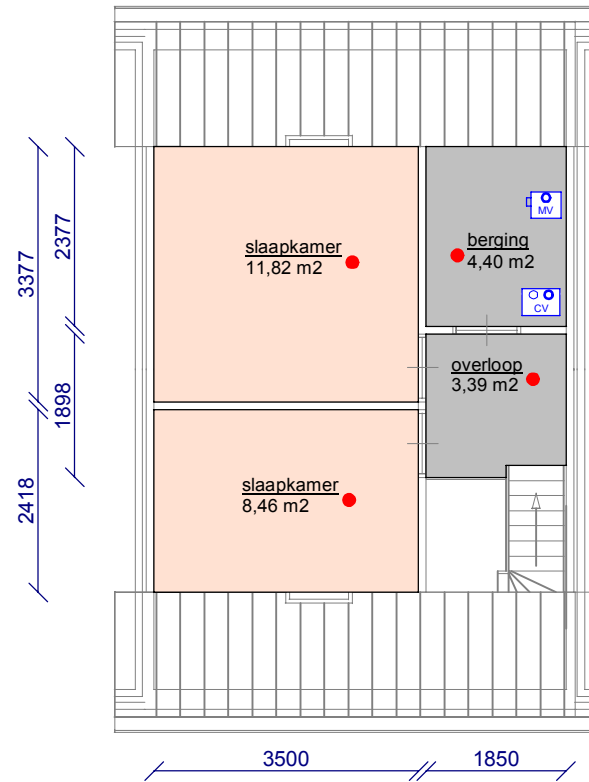 slaapkamer
11,82 m2
berging
4,40 m2
MV
CV
overloop
3,39 m2
slaapkamer
8,46 m2
3377
2377
1898
2418
3500
1850